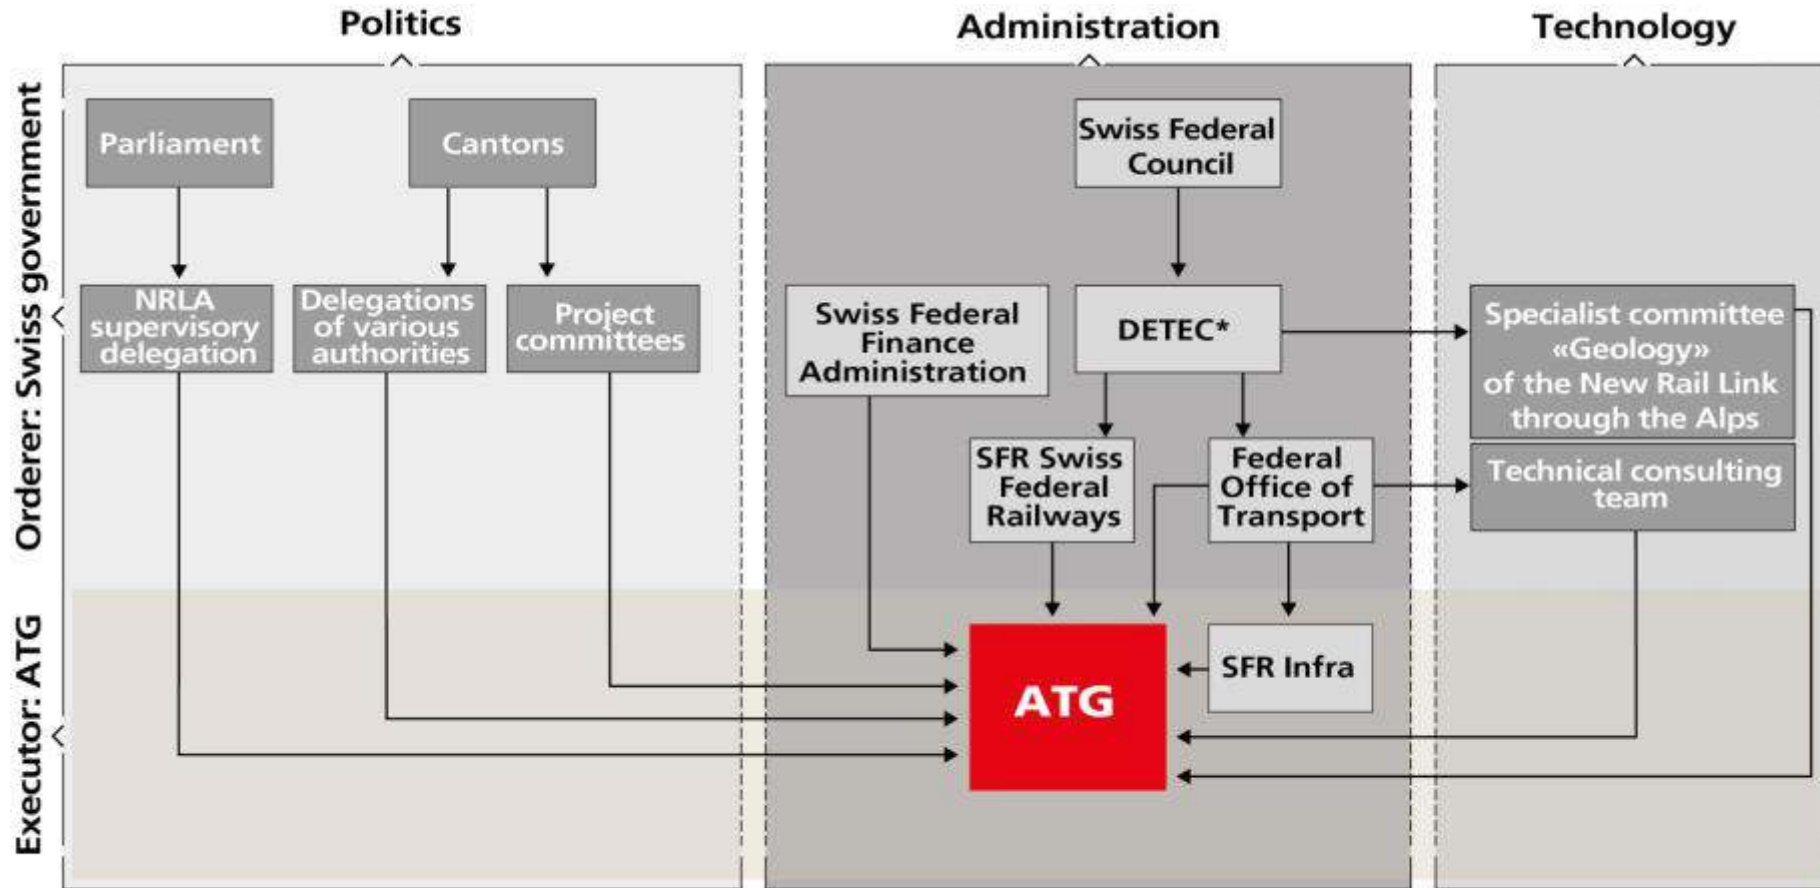 Politics
Administration
Technology
Orderer: Swiss government
Executor: ATG
Parliament
Cantons
Swiss Federal
Council
NRLA
supervisory
delegation
Delegations
of various
authorities
Project
committees
Swiss Federal
Finance
Administration
DETEC*
Specialist committee
«Geology»
of the New Rail Link
through the Alps
SFR Swiss
Federal
Railways
Federal
Office of
Transport
Technical consulting
team
ATG
SFR Infra